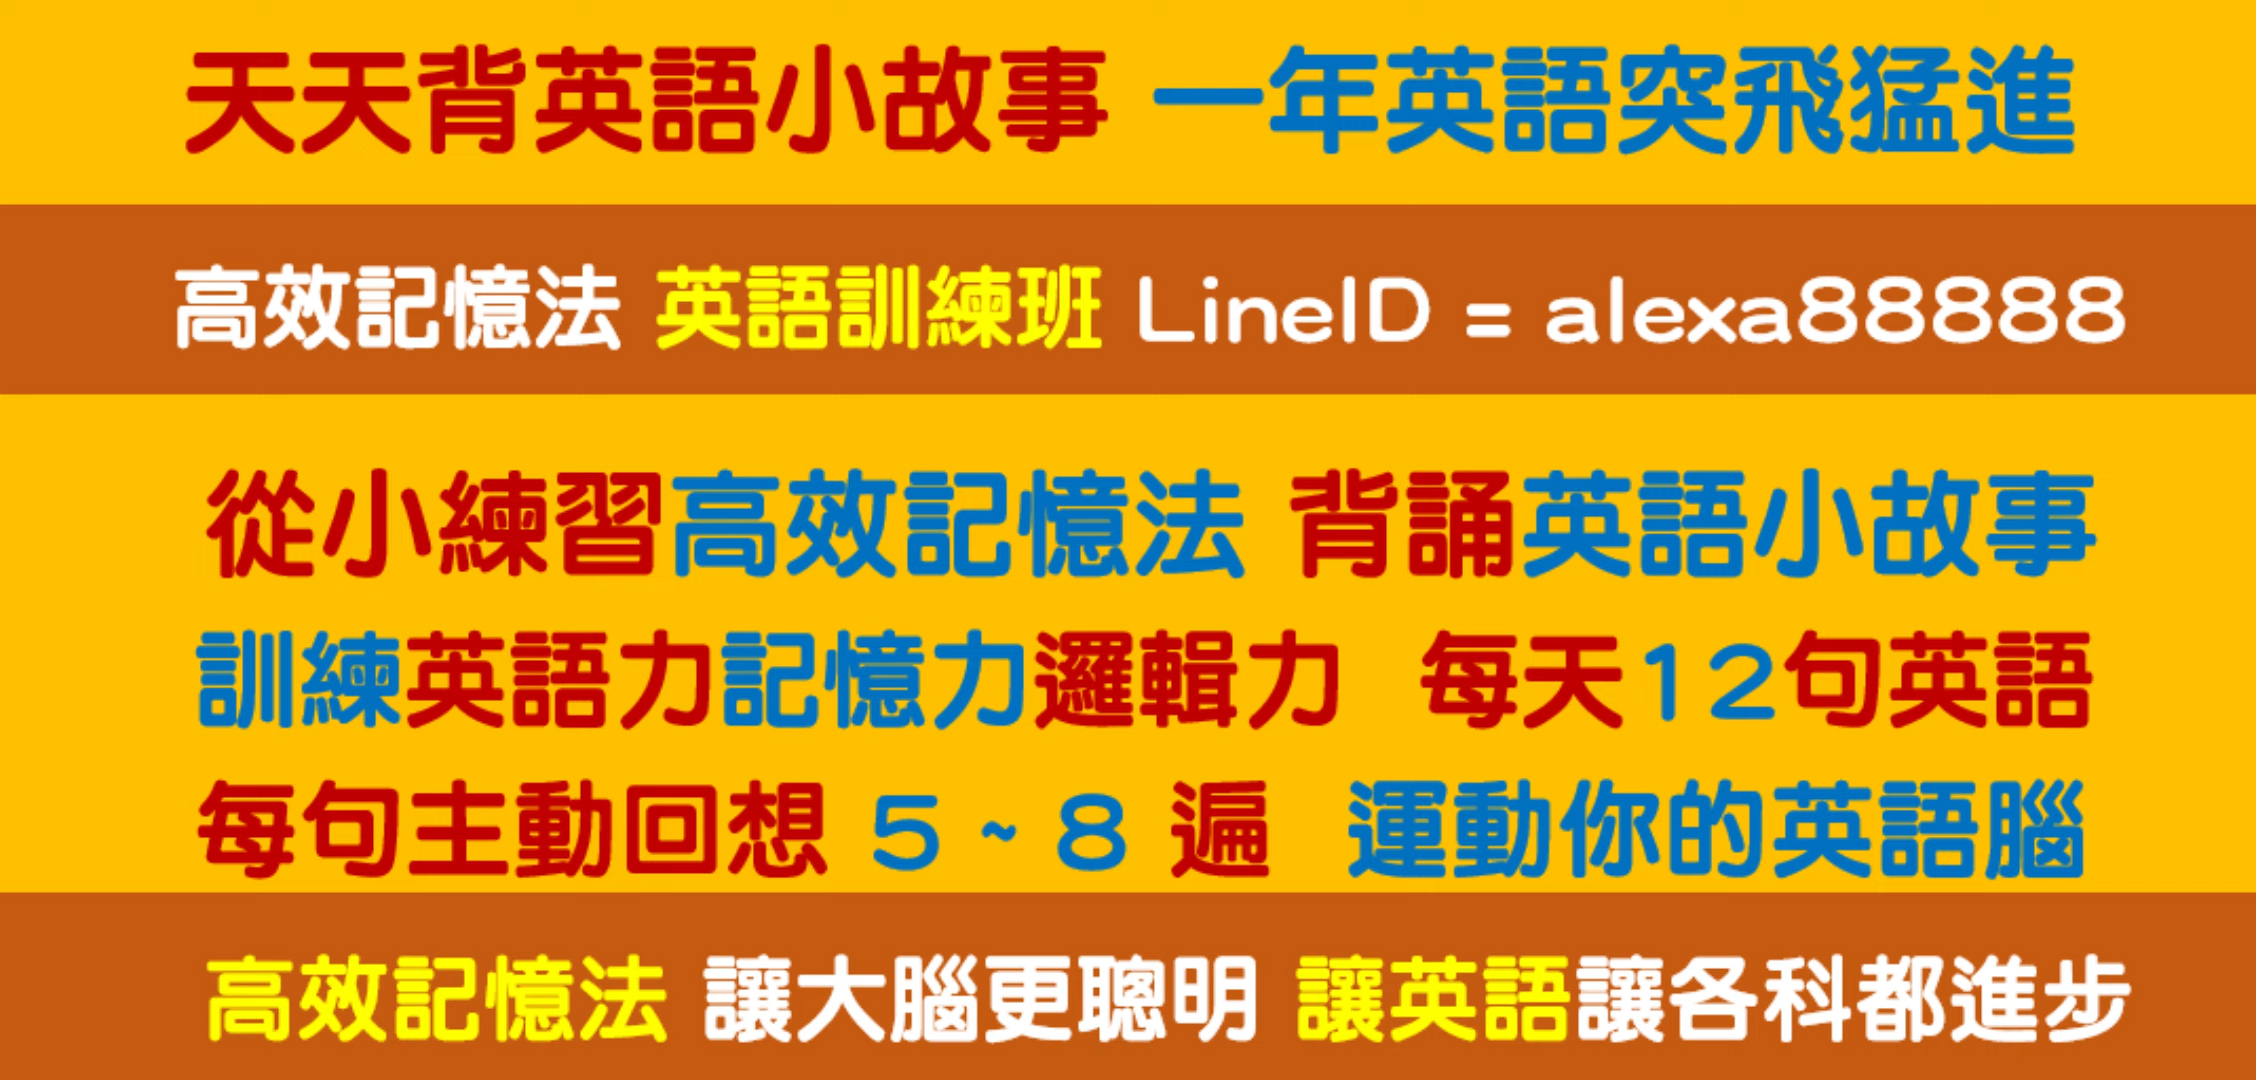 天天背英語小故事 一年英語突飛猛進
高效記憶法 英語訓練班 LineID = alexa88888
從小練習高效記憶法 背誦英語小故事
訓練英語力記憶力邏輯力 每天12句英語
每句主動回想 5 ~ 8 遍 運動你的英語腦
高效記憶法 讓大腦更聰明 讓英語讓各科都進步